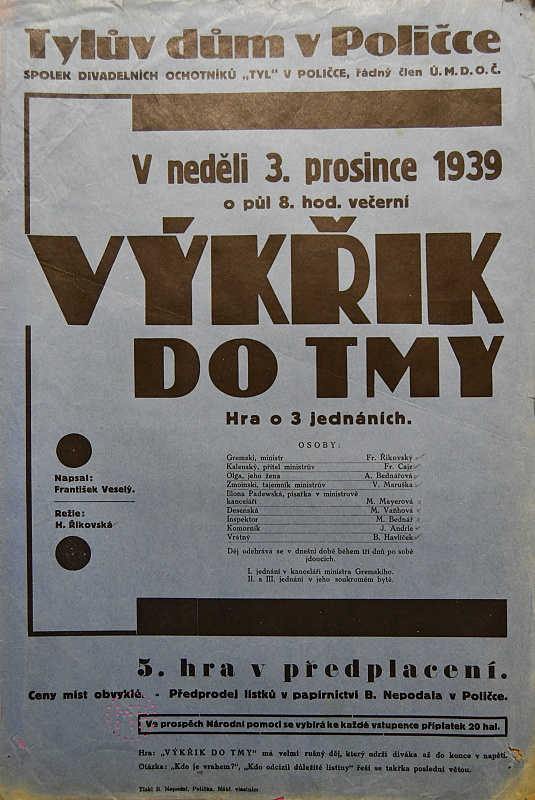 Tylův dům v Poličce
SPOLEK DIVADELNÍCH OCHOTNÍKŮ „TYL“ V POLIČCE, řádný člen Ú. M. D. O. Č.
V neděli 3. prosince 1939
o půl 8. hod. večerní
VÝKŘIK
DO TMY
Hra o 3 jednáních.
OSOBY:
Gremski, ministr Fr. Řikovský
Kalenský, přítel ministrův Fr. Cajz
Olga, jeho žena A. Bednářová
Zmoinski, tajemník ministrův V. Maruška
Illona Padewská, písařka v ministrově
kanceláři M. Mayerová
Desenská M. Vaňhová
Inspektor M. Bednář
Komorník J. Andrle
Vrátný B. Havlíček
Děj odehrává se v dnešní době během tří dnů po sobě
jdoucích.
I. jednání v kanceláři ministra Gremského.
II. a III. jednání v jeho soukromém bytě.
Napsal:
František Veselý.
Režie:
H. Řikovská
5. hra v předplacení.
Ceny míst obvyklé. - Předprodej lístků v papírnictví B. Nepodala v Poličce.
Ve prospěch Národní pomoci se vybírá ke každé vstupence příplatek 20 hal.
Hra: „VÝKŘIK DO TMY“ má velmi rušný děj, který udrží diváka až do konce v napětí.
Otázka: „Kdo je vrahem?“, „Kdo odcizil důležité listiny“ řeší se takřka poslední větou.
Tiskl B. Nepodal, Polička. Nákl. vlastním